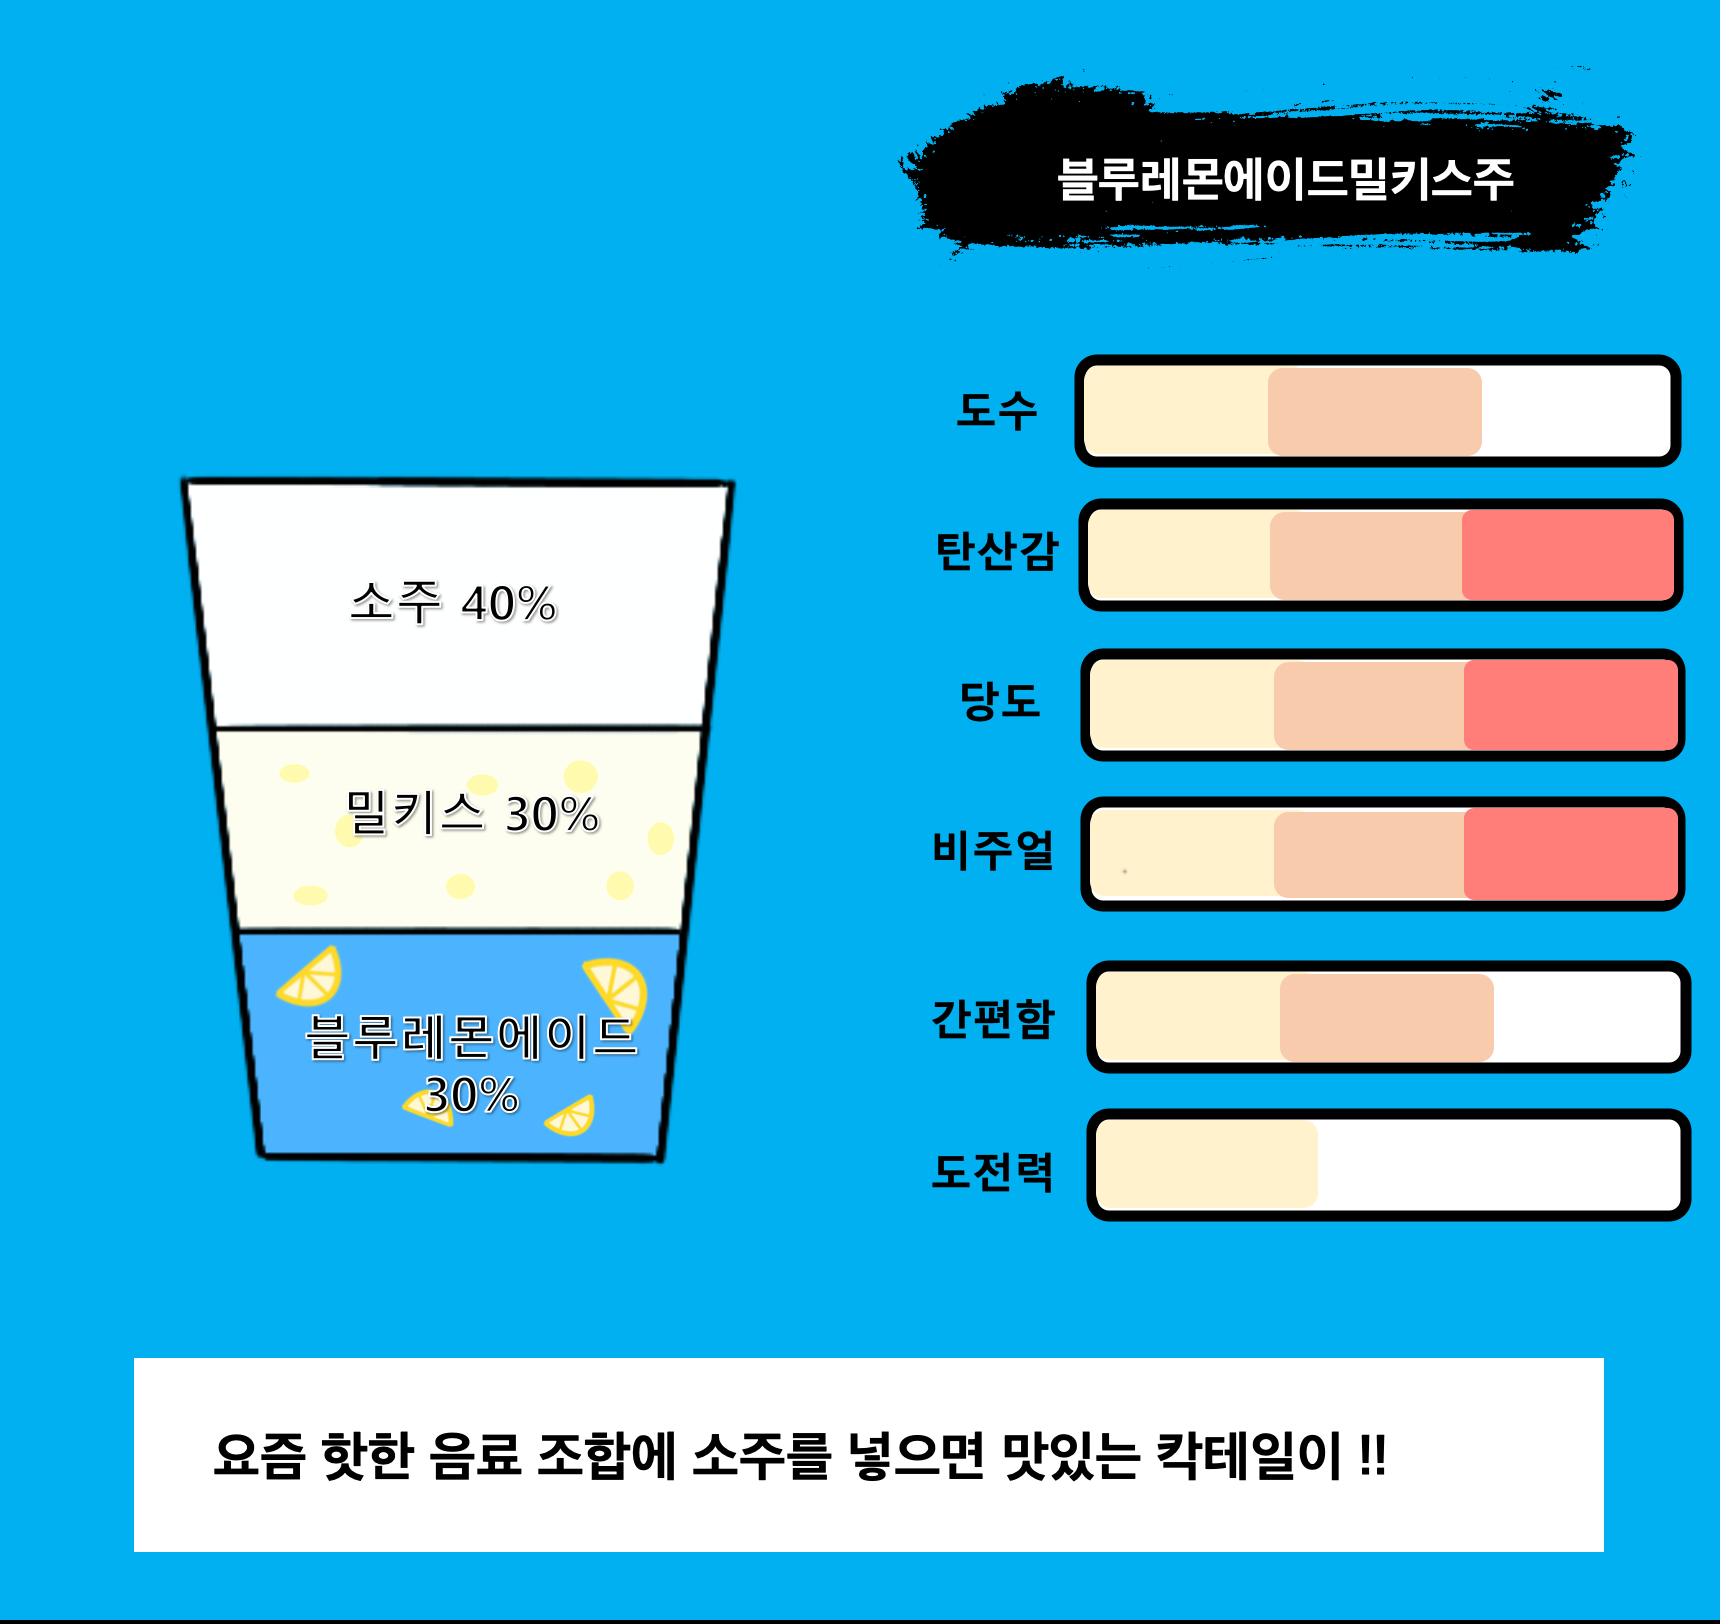 블루레몬에이드밀키스주
소주 40%
밀키스 30%
블루레몬에이드
30%
도수
탄산감
당도
비주얼
간편함
도전력
요즘 핫한 음료 조합에 소주를 넣으면 맛있는 칵테일이 !!